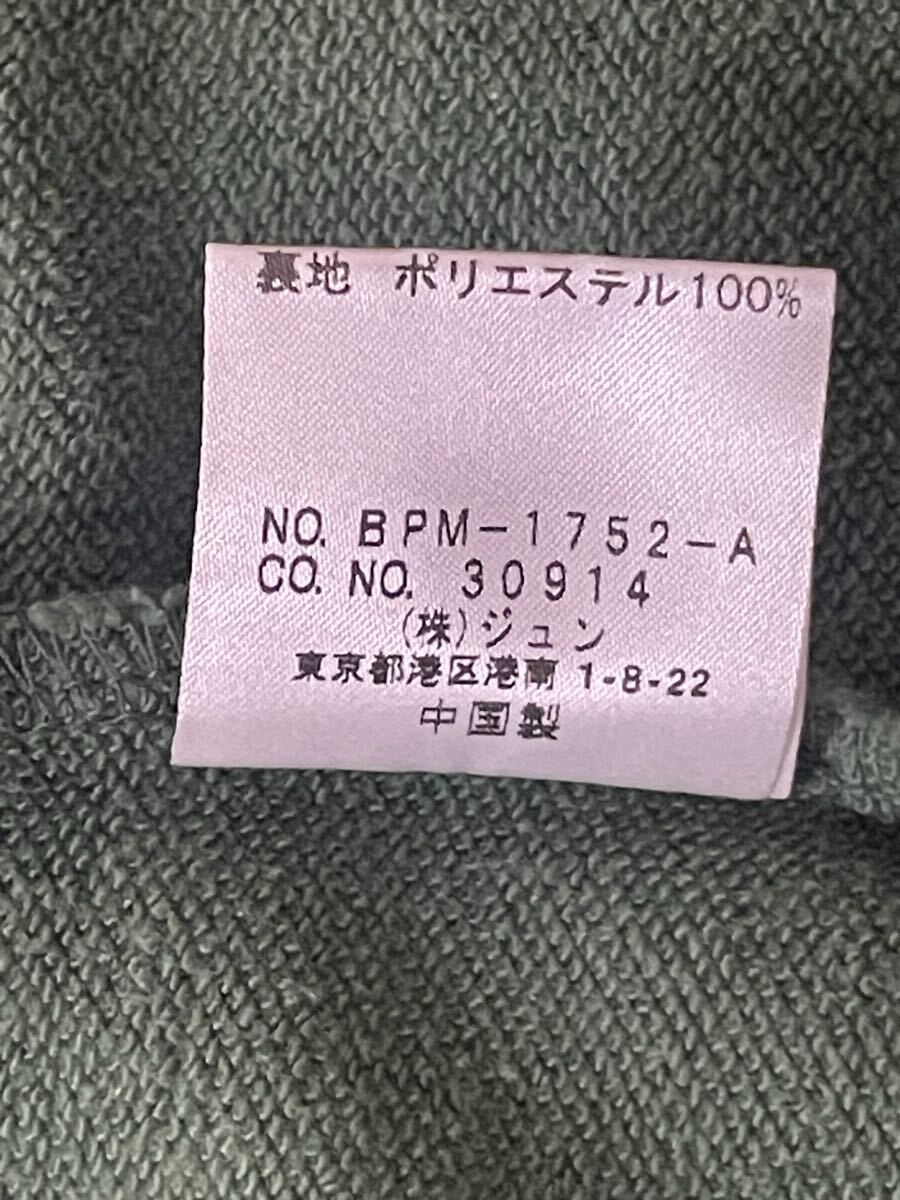 裏地　ポリエステル100%
NO. BPM-1752-A
CO. NO. 30914
(株)ジュン
東京都港区港南 1-8-22
中国製